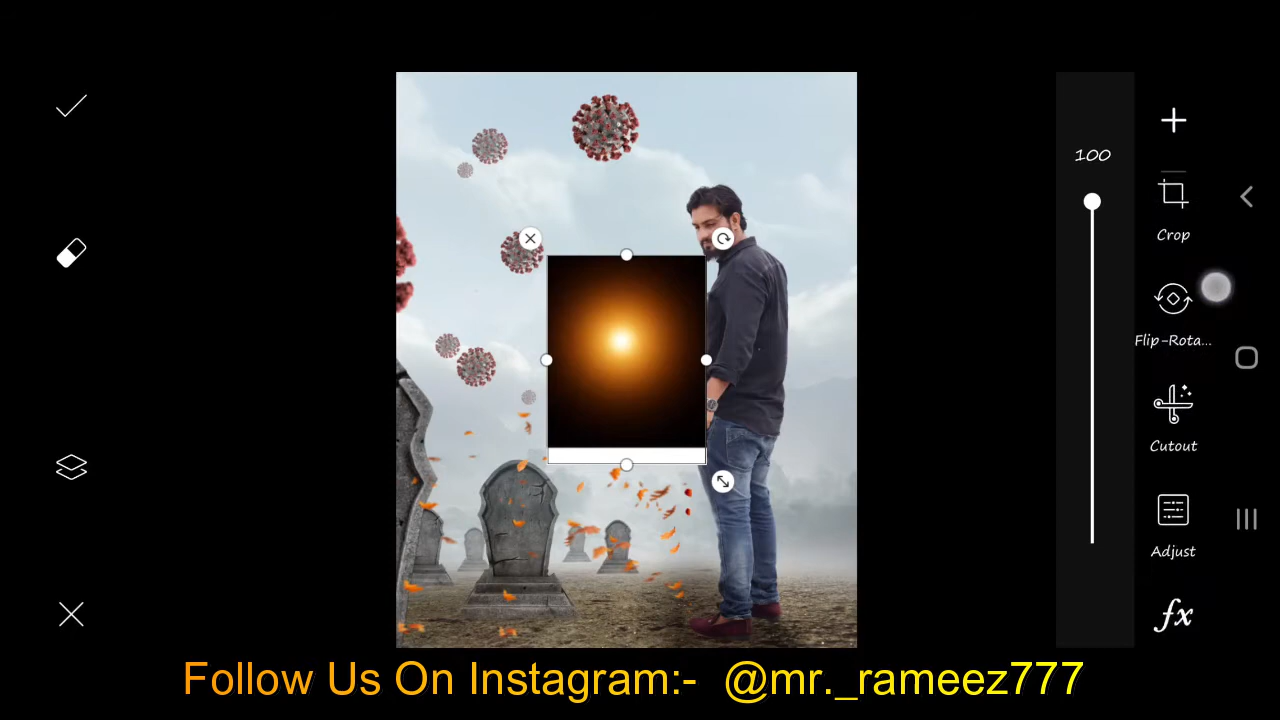 100
Crop
Flip-Rota...
Cutout
Adjust
fx
Follow Us On Instagram:- @mr._rameez777